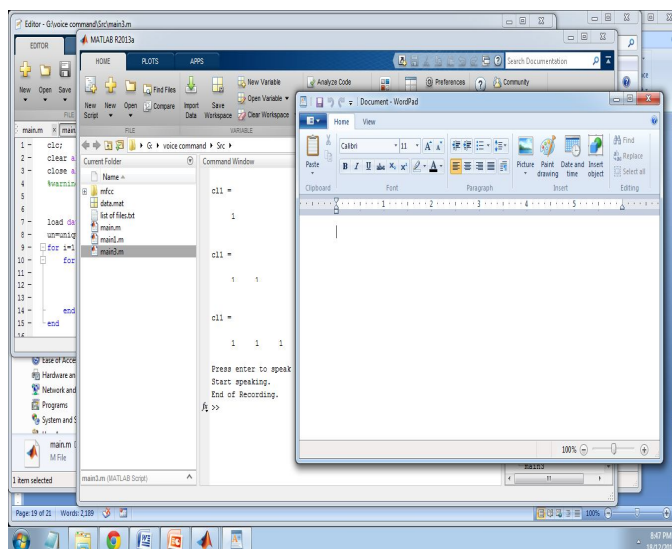 Editor - G:\voice command\Src\main3.m
EDITOR
New Open Save
FILE
main.m
1 - clc;
2 - clear
3 - close
4
5
6
7 - load
8 -
9 - for
10 - for
11 -
12 -
13 -
14 - end
15 - end
16
Ease of Acce
Hardware an
Network and
Programs
System and S
main.m
M File
1 item selected
Page: 19 of 21 Words: 2,189
MATLAB R2013a
HOME PLOTS APPS
Search Documentation
New Script
New
Open
Find Files
Compare
Import Data
Save Workspace
New Variable
Open Variable
Clear Workspace
Analyze Code
Preferences
Community
FILE
VARIABLE
G: voice command Src
Current Folder
Name
mfcc
data.mat
list of files.txt
main.m
main1.m
main3.m
main1.m (MATLAB Script)
Command Window
cl1 =
1
cl1 =
1 1
cl1 =
1 1 1
Press enter to speak
Start speaking.
End of Recording.
fx >>
main3
Document - WordPad
Home View
Paste
Clipboard
Calibri 11
Font
Paragraph
Picture
Paint drawing
Date and time
Insert object
Insert
Find
Replace
Select all
Editing
1 2 3 4 5
100%
100%
8:47 PM